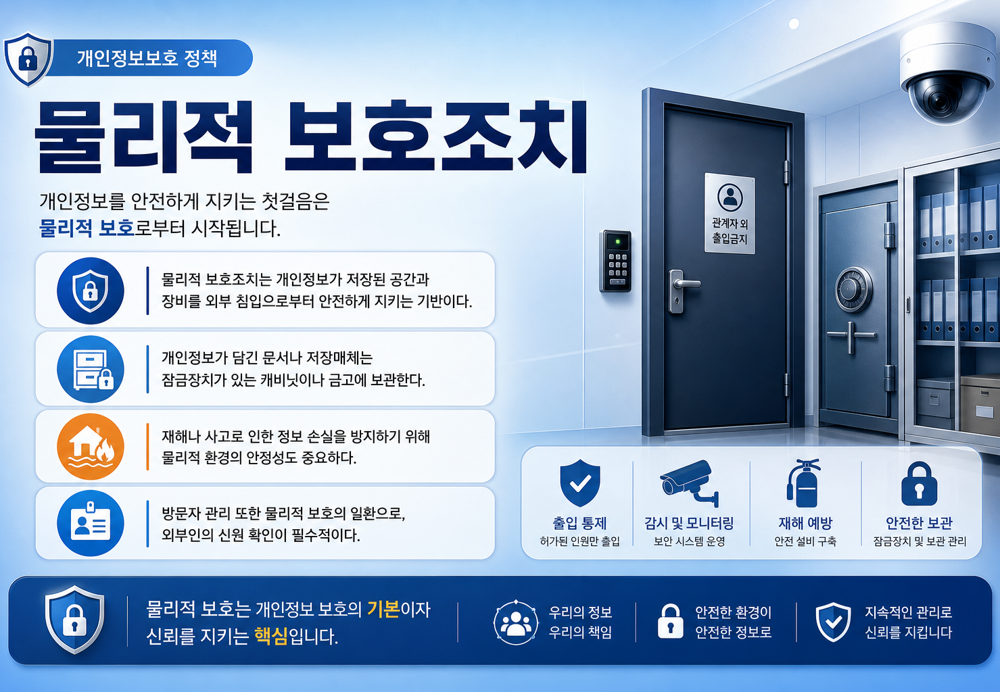 개인정보보호 정책
물리적 보호조치
개인정보를 안전하게 지키는 첫걸음은
물리적 보호로부터 시작됩니다.
물리적 보호조치는 개인정보가 저장된 공간과
장비를 외부 침입으로부터 안전하게 지키는 기반이다.
개인정보가 담긴 문서나 저장매체는
잠금장치가 있는 캐비닛이나 금고에 보관한다.
재해나 사고로 인한 정보 손실을 방지하기 위해
물리적 환경의 안정성도 중요하다.
방문자 관리 또한 물리적 보호의 일환으로,
외부인의 신원 확인이 필수적이다.
관계자 외
출입금지
출입 통제
허가된 인원만 출입
감시 및 모니터링
보안 시스템 운영
재해 예방
안전 설비 구축
안전한 보관
잠금장치 및 보관 관리
물리적 보호는 개인정보 보호의 기본이자
신뢰를 지키는 핵심입니다.
우리의 정보
우리의 책임
안전한 환경이
안전한 정보로
지속적인 관리로
신뢰를 지킵니다